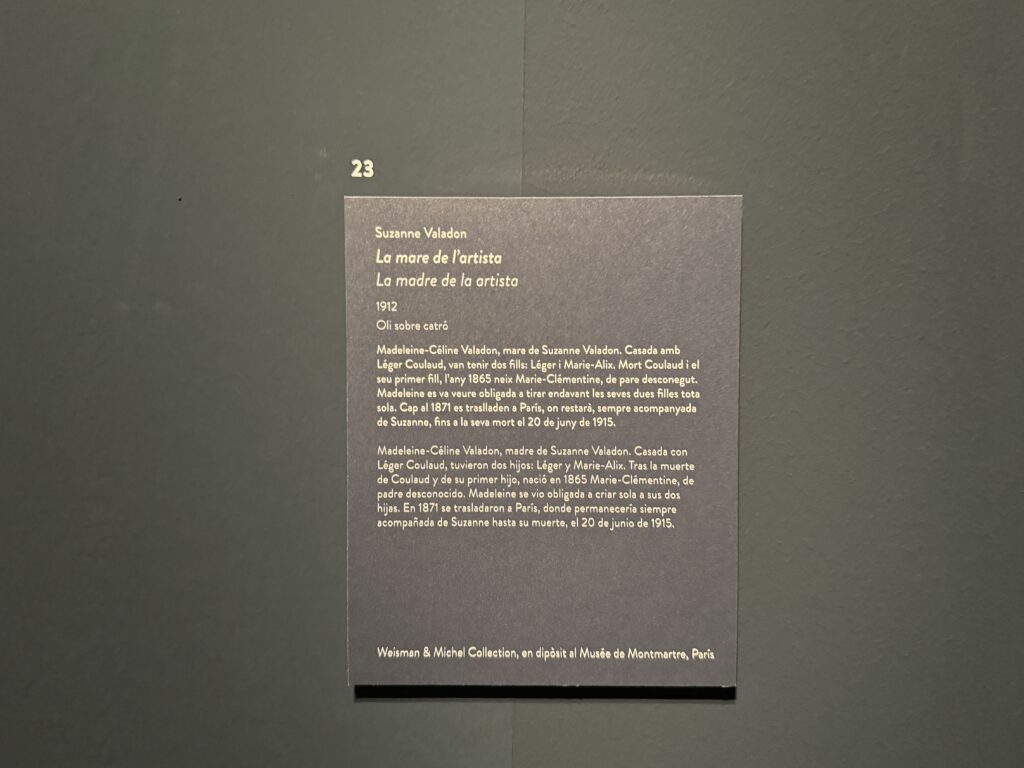 23
Suzanne Valadon
La mare de l'artista
La madre de la artista
1912
Oli sobre catró
Madeleine-Céline Valadon, mare de Suzanne Valadon. Casada amb
Léger Coulaud, van tenir dos fills: Léger i Marie-Alix. Mort Coulaud i el
seu primer fill, l'any 1865 neix Marie-Clémentine, de pare desconegut.
Madeleine es va veure obligada a tirar endavant les seves dues filles tota
sola. Cap al 1871 es traslladen a París, on restarà, sempre acompanyada
de Suzanne, fins a la seva mort el 20 de juny de 1915.
Madeleine-Céline Valadon, madre de Suzanne Valadon. Casada con
Léger Coulaud, tuvieron dos hijos: Léger y Marie-Alix. Tras la muerte
de Coulaud y de su primer hijo, nació en 1865 Marie-Clémentine, de
padre desconocido. Madeleine se vio obligada a criar sola a sus dos
hijas. En 1871 se trasladaron a París, donde permanecería siempre
acompañada de Suzanne hasta su muerte, el 20 de junio de 1915.
Weisman & Michel Collection, en dipòsit al Musée de Montmartre, París